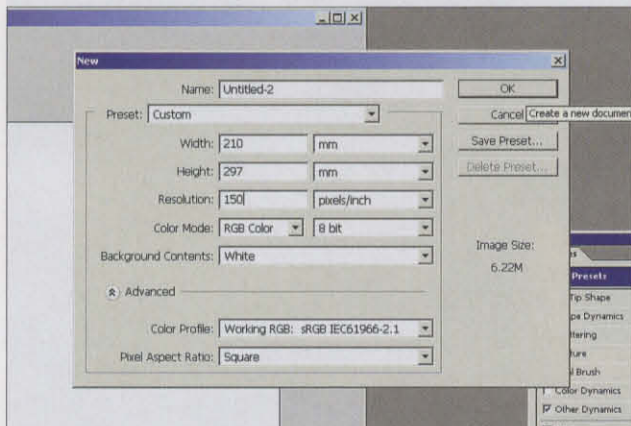 New
Name: Untitled-2
OK
Preset: Custom
Cancel
Create a new documen
Width: 210 mm
Save Preset...
Height: 297 mm
Delete Preset...
Resolution: 150 pixels/inch
Color Mode: RGB Color 8 bit
Image Size:
Background Contents: White
6.22M
Advanced
Presets
Tip Shape
pe Dynamics
ttering
ture
Color Profile: Working RGB: sRGB IEC61966-2.1
l Brush
Pixel Aspect Ratio: Square
Color Dynamics
Other Dynamics